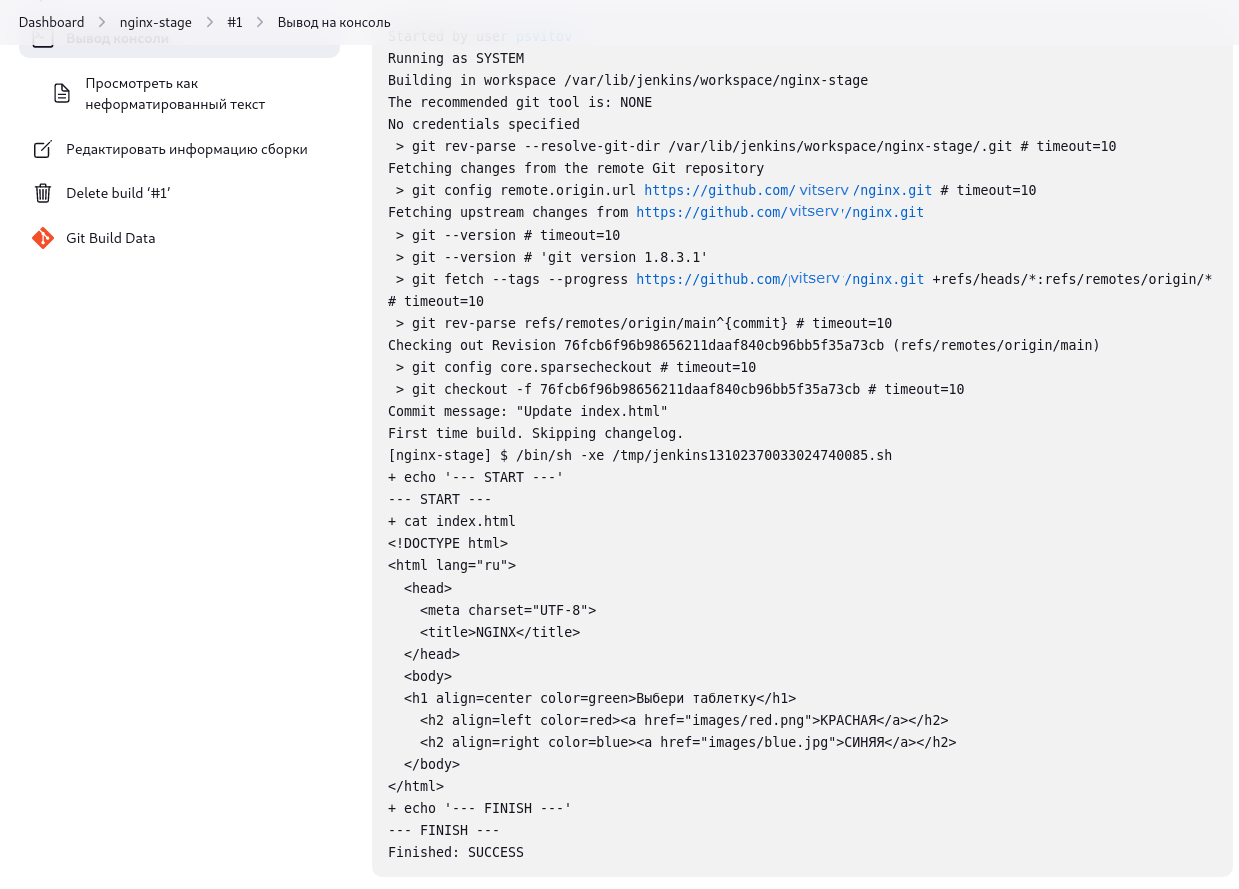 Dashboard > nginx-stage > #1 > Вывод на консоль
Вывод консоли
Просмотреть как
неформатированный текст
Редактировать информацию сборки
Delete build ‘#1’
Git Build Data
Started by user psvitov
Running as SYSTEM
Building in workspace /var/lib/jenkins/workspace/nginx-stage
The recommended git tool is: NONE
No credentials specified
> git rev-parse --resolve-git-dir /var/lib/jenkins/workspace/nginx-stage/.git # timeout=10
Fetching changes from the remote Git repository
> git config remote.origin.url https://github.com/ vitserv /nginx.git # timeout=10
Fetching upstream changes from https://github.com/vitserv/nginx.git
> git --version # timeout=10
> git --version # 'git version 1.8.3.1'
> git fetch --tags --progress https://github.com/vitserv /nginx.git +refs/heads/*:refs/remotes/origin/*
# timeout=10
> git rev-parse refs/remotes/origin/main^{commit} # timeout=10
Checking out Revision 76fcb6f96b98656211daaf840cb96bb5f35a73cb (refs/remotes/origin/main)
> git config core.sparsecheckout # timeout=10
> git checkout -f 76fcb6f96b98656211daaf840cb96bb5f35a73cb # timeout=10
Commit message: "Update index.html"
First time build. Skipping changelog.
[nginx-stage] $ /bin/sh -xe /tmp/jenkins13102370033024740085.sh
+ echo '--- START ---'
--- START ---
+ cat index.html
<!DOCTYPE html>
<html lang="ru">
<head>
<meta charset="UTF-8">
<title>NGINX</title>
</head>
<body>
<h1 align=center color=green>Выбери таблетку</h1>
<h2 align=left color=red><a href="images/red.png">КРАСНАЯ</a></h2>
<h2 align=right color=blue><a href="images/blue.jpg">СИНЯЯ</a></h2>
</body>
</html>
+ echo '--- FINISH ---'
--- FINISH ---
Finished: SUCCESS